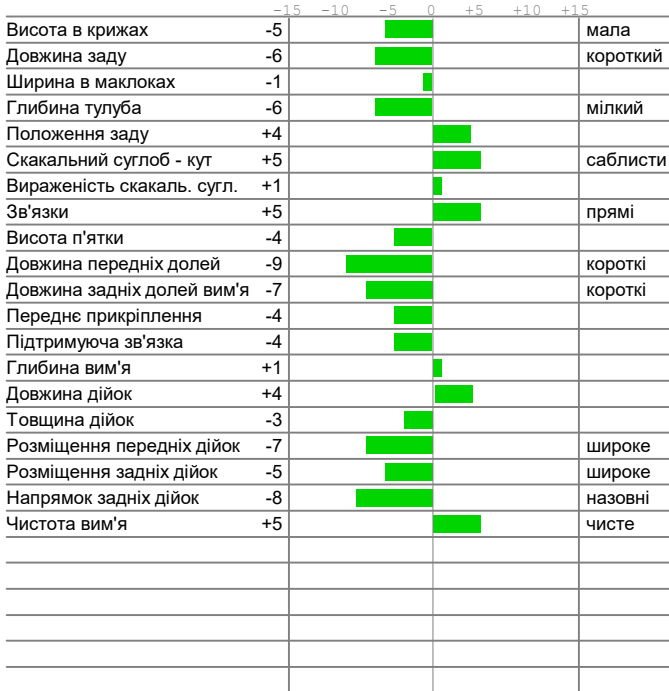 -15 -10 -5 0 +5 +10 +15
Висота в крижах -5 мала
Довжина заду -6 короткий
Ширина в маклоках -1
Глибина тулуба -6 мілкий
Положення заду +4
Скакальний суглоб - кут +5 саблисти
Вираженість скакаль. сугл. +1
Зв'язки +5 прямі
Висота п'ятки -4
Довжина передніх долей -9 короткі
Довжина задніх долей вим'я -7 короткі
Переднє прикріплення -4
Підтримуюча зв'язка -4
Глибина вим'я +1
Довжина дійок +4
Товщина дійок -3
Розміщення передніх дійок -7 широке
Розміщення задніх дійок -5 широке
Напрямок задніх дійок -8 назовні
Чистота вим'я +5 чисте